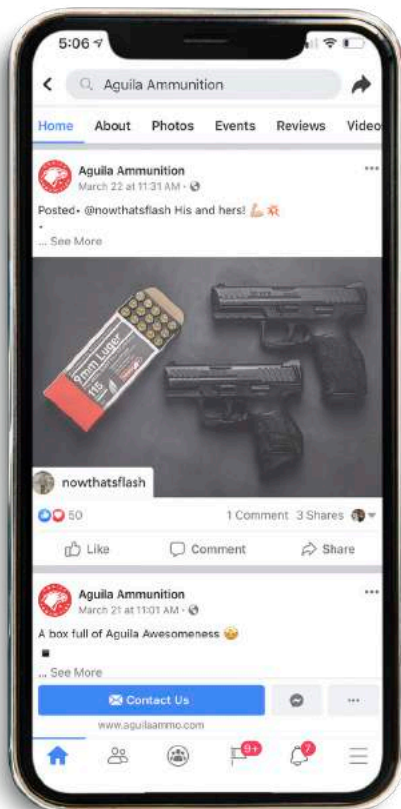 5:06
Aguila Ammunition
Home About Photos Events Reviews Video
Aguila Ammunition
March 22 at 11:31 AM
Posted• @nowthatsflash His and hers!
.
... See More
9mm Luger
115
nowthatsflash
50 1 Comment 3 Shares
Like Comment Share
Aguila Ammunition
March 21 at 11:01 AM
A box full of Aguila Awesomeness
... See More
Contact Us
www.aguilaammo.com
9+ 7